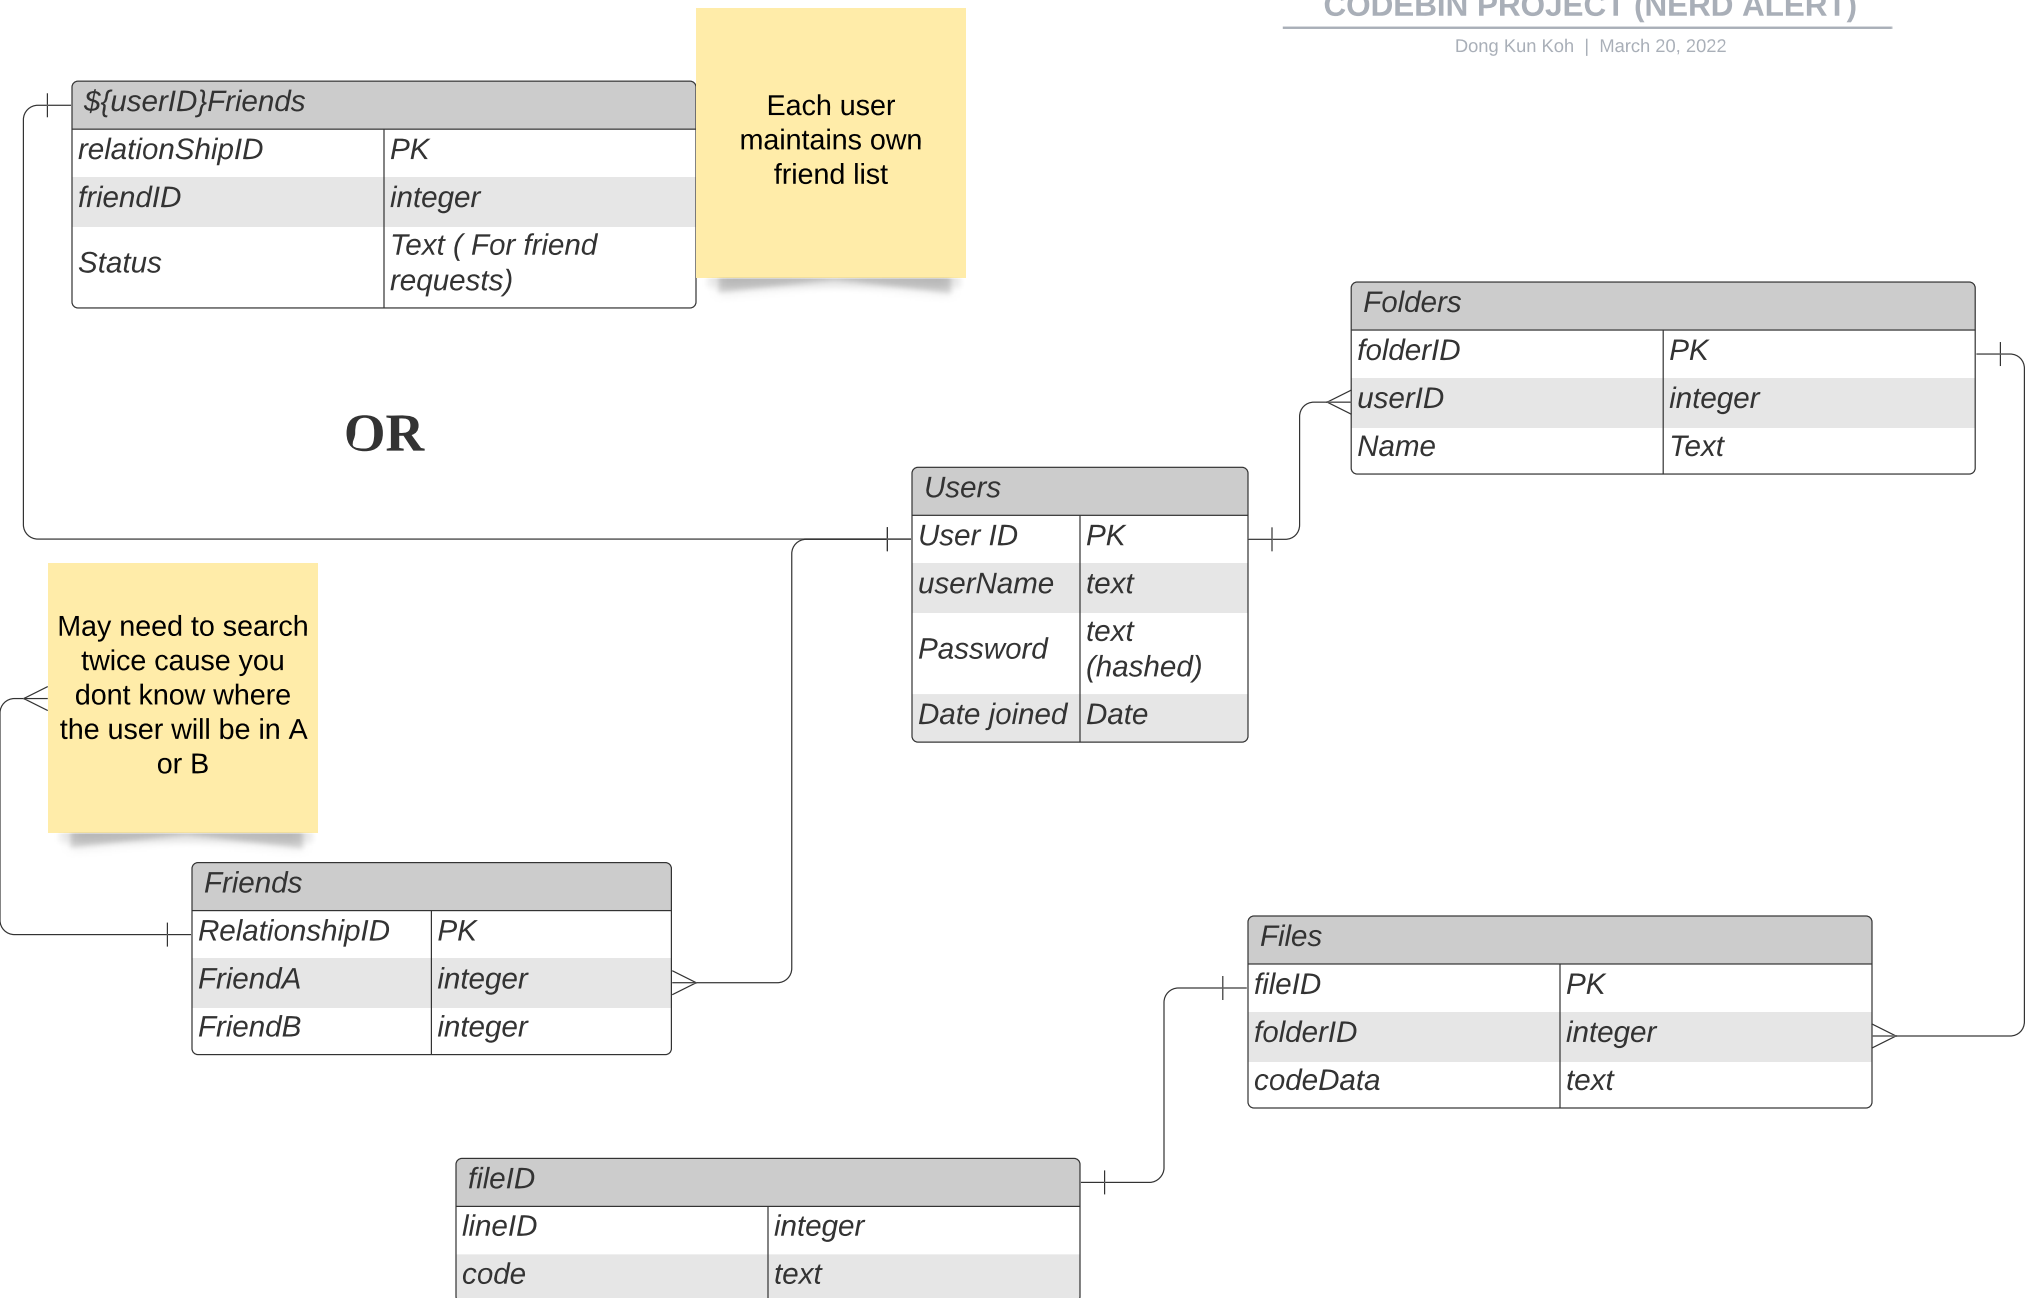 CODEBIN PROJECT (NERD ALERT)
Dong Kun Koh | March 20, 2022
${userID}Friends
relationShipID PK
friendID integer
Status Text ( For friend
requests)
Each user
maintains own
friend list
OR
Folders
folderID PK
userID integer
Name Text
Users
User ID PK
userName text
Password text
(hashed)
Date joined Date
May need to search
twice cause you
dont know where
the user will be in A
or B
Friends
RelationshipID PK
FriendA integer
FriendB integer
Files
fileID PK
folderID integer
codeData text
fileID
lineID integer
code text